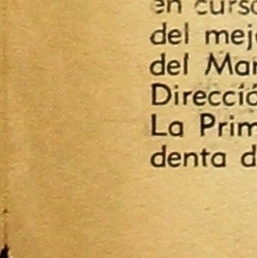 en curso
del mej
del Mar
Direcció
La Prim
denta d